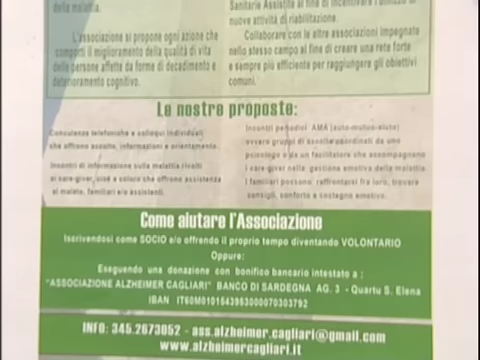 della malattia.
L'associazione si propone ogni azione che
comporti il miglioramento della qualità di vita
delle persone affette da forme di decadimento e
deterioramento cognitivo.
Sanitarie Assistite al fine di incentivare l'utilizzo di
nuove attività di riabilitazione.
Collaborare con le altre associazioni impegnate
nello stesso campo al fine di creare una rete forte
e sempre più efficiente per raggiungere gli obiettivi
comuni.
Le nostre proposte:
Consulenze telefoniche e colloqui individuali
che offrono ascolto, informazioni e orientamento.
Incontri di informazione sulla malattia rivolti
ai care-giver, cioè a coloro che offrono assistenza
al malato, familiari e/o assistenti.
Incontri periodici AMA (auto-mutuo-aiuto)
ovvero gruppi di ascolto coordinati da uno
psicologo e da un facilitatore che accompagnano
i care-giver nella gestione emotiva della malattia.
I familiari possono raffrontarsi fra loro, trovare
consigli, conforto e sostegno emotivo.
Come aiutare l'Associazione
Iscrivendosi come SOCIO e/o offrendo il proprio tempo diventando VOLONTARIO
Oppure:
Eseguendo una donazione con bonifico bancario intestato a :
"ASSOCIAZIONE ALZHEIMER CAGLIARI" BANCO DI SARDEGNA AG. 3 - Quartu S. Elena
IBAN IT60M0101543953000070303792
INFO: 345.2673052 - ass.alzheimer.cagliari@gmail.com
www.alzheimercagliari.it